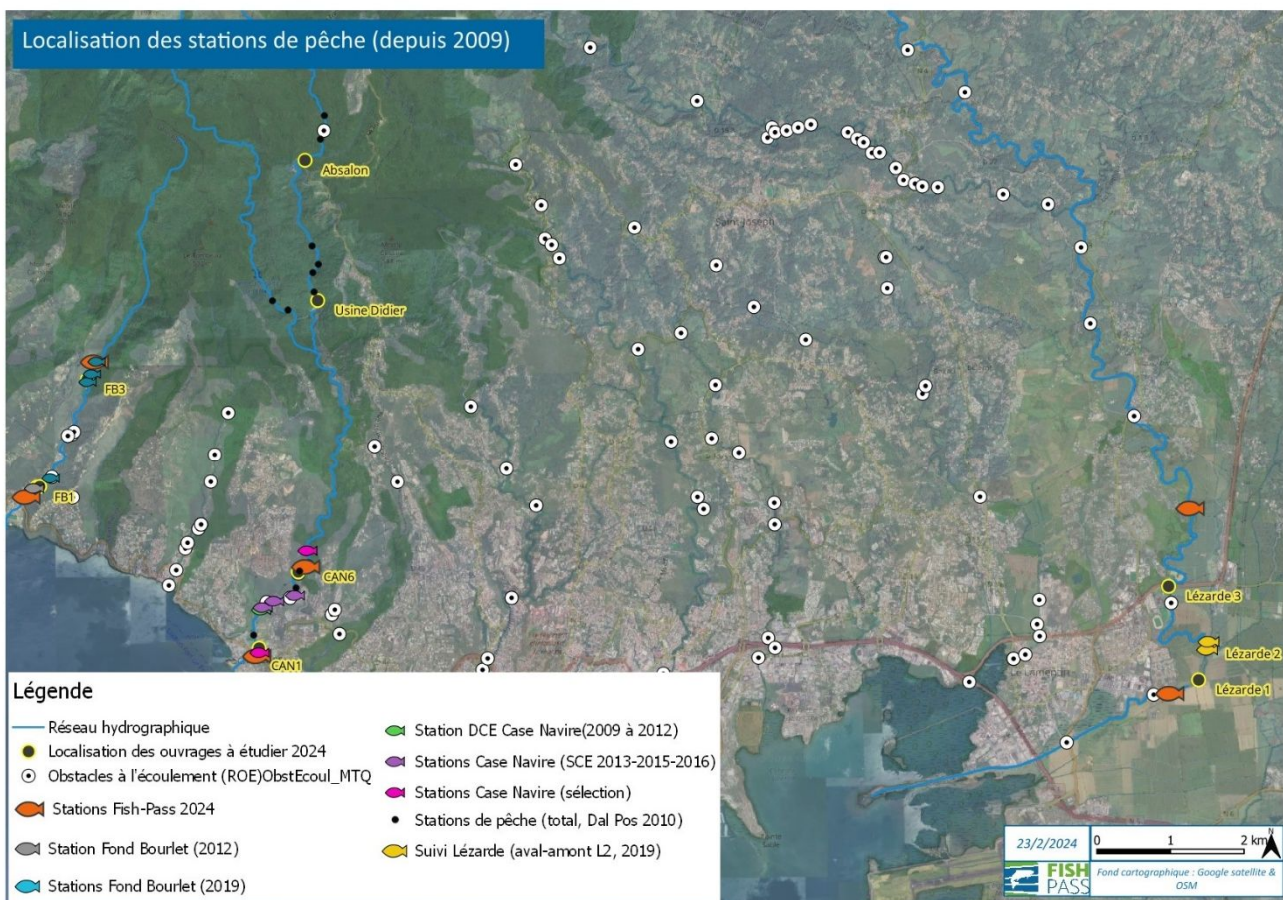 Localisation des stations de pêche (depuis 2009)
Absalon
Saint-Joseph
Usine Didier
FB3
FB1
CAN6
Lézarde 3
CAN1
Lézarde 2
Le Lamentin
Lézarde 1
Légende
Réseau hydrographique
Localisation des ouvrages à étudier 2024
Obstacles à l'écoulement (ROE)ObstEcoul_MTQ
Stations Fish-Pass 2024
Station Fond Bourlet (2012)
Stations Fond Bourlet (2019)
Station DCE Case Navire(2009 à 2012)
Stations Case Navire (SCE 2013-2015-2016)
Stations Case Navire (sélection)
Stations de pêche (total, Dal Pos 2010)
Suivi Lézarde (aval-amont L2, 2019)
23/2/2024
0 1 2 km
N
FISH
PASS
Fond cartographique : Google satellite &
OSM